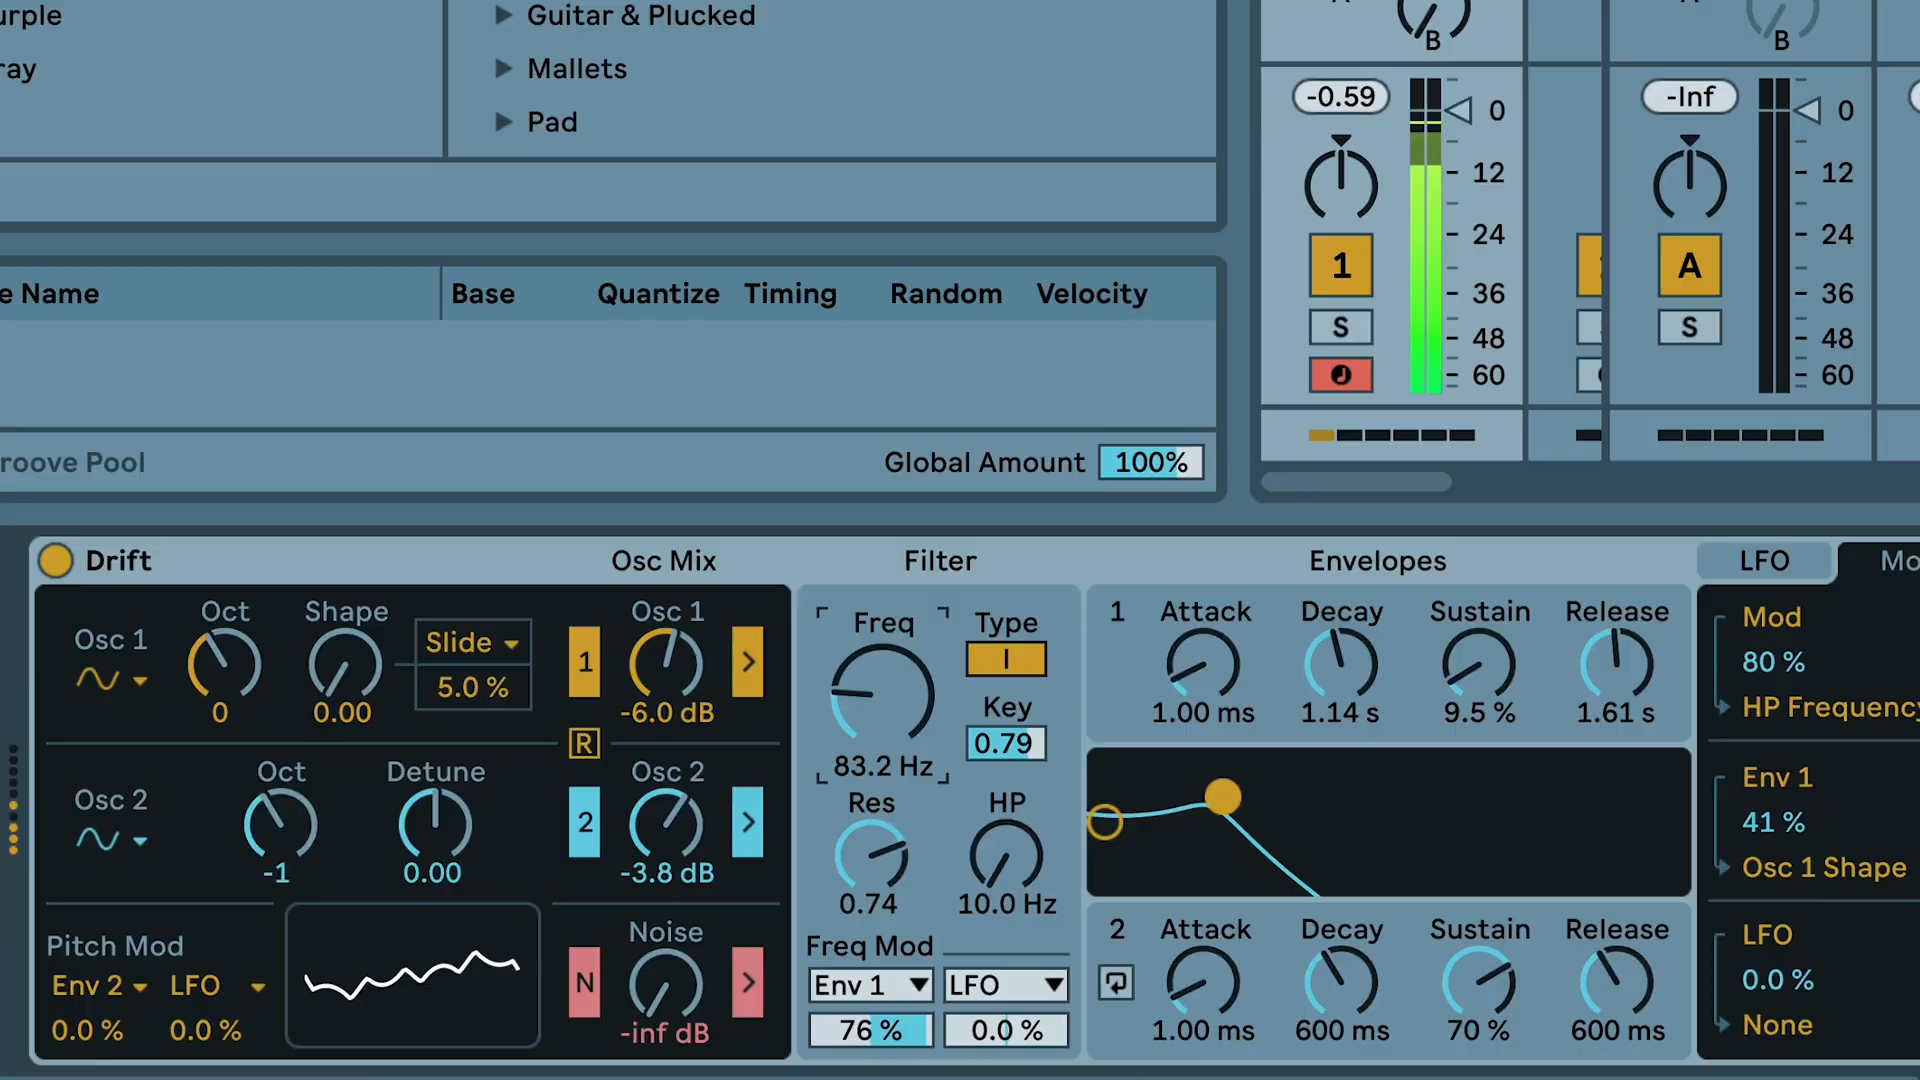 urple
ray
Guitar & Plucked
Mallets
Pad
e Name
Base Quantize Timing Random Velocity
roove Pool
Global Amount 100%
B
-0.59
0
12
24
36
48
60
1
S
B
-Inf
0
12
24
36
48
60
A
S
Drift
Osc Mix
Filter
Envelopes
LFO
Mo
Osc 1
Oct
0
Shape
0.00
Slide
5.0 %
1
Osc 1
-6.0 dB
R
Osc 2
Oct
-1
Detune
0.00
2
Osc 2
-3.8 dB
Pitch Mod
Env 2 LFO
0.0 % 0.0 %
N
Noise
-inf dB
Freq
83.2 Hz
Type
I
Key
0.79
Res
0.74
HP
10.0 Hz
Freq Mod
Env 1 LFO
76 % 0.0 %
1 Attack Decay Sustain Release
1.00 ms 1.14 s 9.5 % 1.61 s
2 Attack Decay Sustain Release
1.00 ms 600 ms 70 % 600 ms
Mod
80 %
HP Frequency
Env 1
41 %
Osc 1 Shape
LFO
0.0 %
None